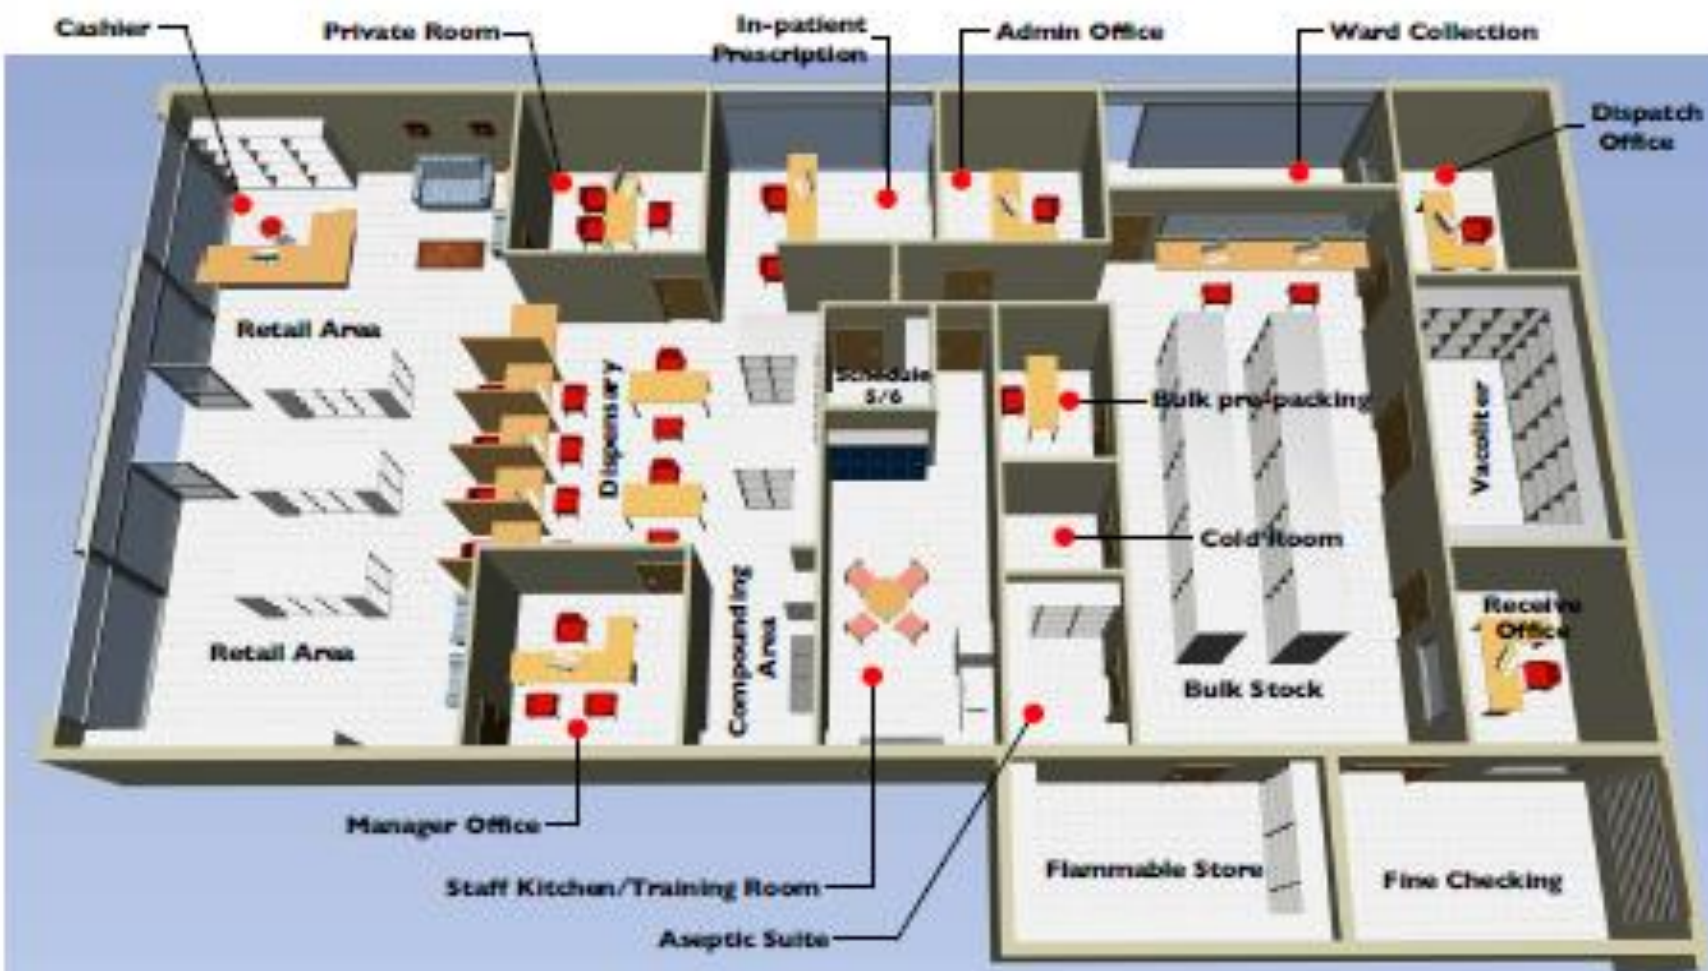 Cashier
Private Room
In-patient
Prescription
Admin Office
Ward Collection
Dispatch
Office
Retail Area
Dispensary
Schedule
5/6
Bulk pre-packing
Vacoliter
Cold Room
Compounding
Area
Receive
Office
Retail Area
Bulk Stock
Manager Office
Staff Kitchen/Training Room
Flammable Store
Fine Checking
Aseptic Suite